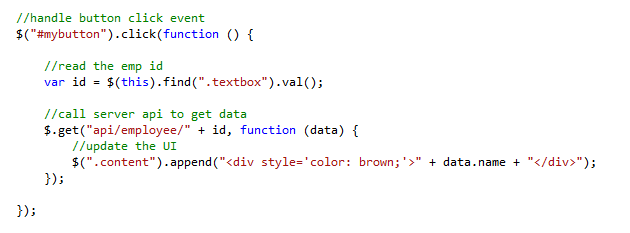 //handle button click event
$("#mybutton").click(function () {
//read the emp id
var id = $(this).find(".textbox").val();
//call server api to get data
$.get("api/employee/" + id, function (data) {
//update the UI
$(".content").append("<div style='color: brown;'>" + data.name + "</div>");
});
});